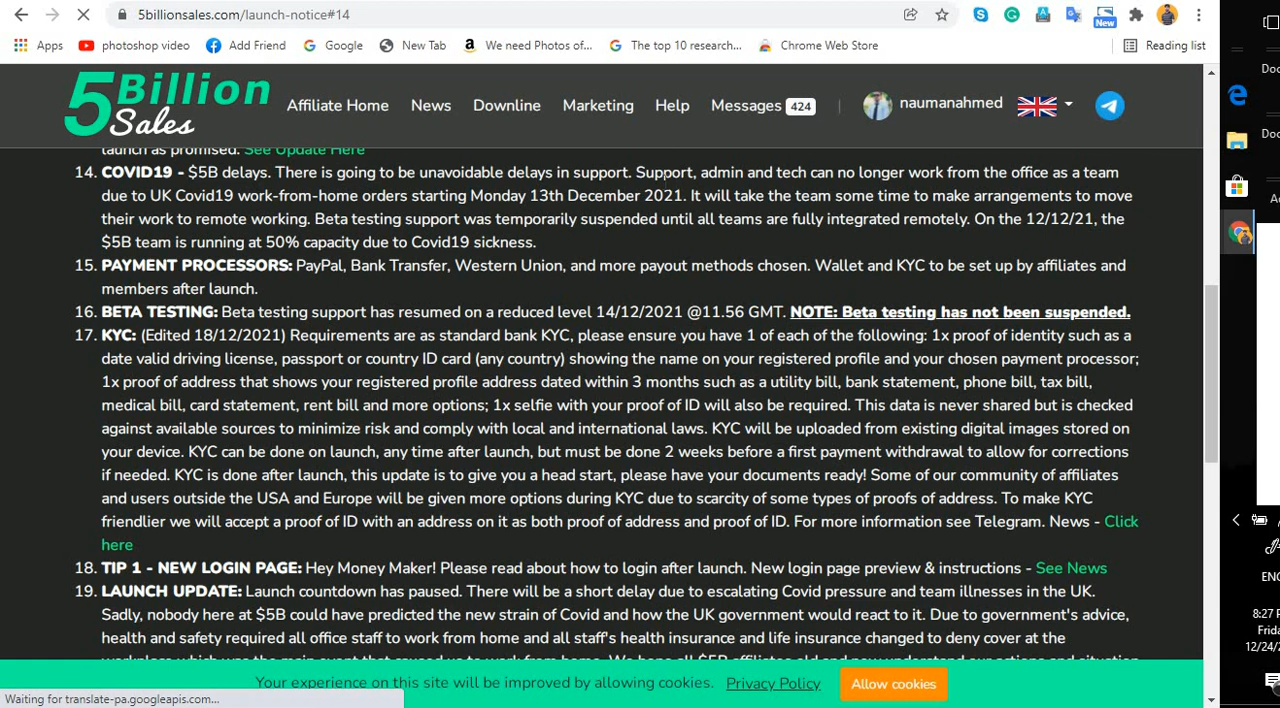 5billionsales.com/launch-notice#14
New
Apps
photoshop video
Add Friend
Google
New Tab
We need Photos of...
The top 10 research...
Chrome Web Store
Reading list
5 Billion
Sales
Affiliate Home
News
Downline
Marketing
Help
Messages 424
naumanahmed
launch as promised. See Update Here
14. COVID19 - $5B delays. There is going to be unavoidable delays in support. Support, admin and tech can no longer work from the office as a team
due to UK Covid19 work-from-home orders starting Monday 13th December 2021. It will take the team some time to make arrangements to move
their work to remote working. Beta testing support was temporarily suspended until all teams are fully integrated remotely. On the 12/12/21, the
$5B team is running at 50% capacity due to Covid19 sickness.
15. PAYMENT PROCESSORS: PayPal, Bank Transfer, Western Union, and more payout methods chosen. Wallet and KYC to be set up by affiliates and
members after launch.
16. BETA TESTING: Beta testing support has resumed on a reduced level 14/12/2021 @11.56 GMT. NOTE: Beta testing has not been suspended.
17. KYC: (Edited 18/12/2021) Requirements are as standard bank KYC, please ensure you have 1 of each of the following: 1x proof of identity such as a
date valid driving license, passport or country ID card (any country) showing the name on your registered profile and your chosen payment processor;
1x proof of address that shows your registered profile address dated within 3 months such as a utility bill, bank statement, phone bill, tax bill,
medical bill, card statement, rent bill and more options; 1x selfie with your proof of ID will also be required. This data is never shared but is checked
against available sources to minimize risk and comply with local and international laws. KYC will be uploaded from existing digital images stored on
your device. KYC can be done on launch, any time after launch, but must be done 2 weeks before a first payment withdrawal to allow for corrections
if needed. KYC is done after launch, this update is to give you a head start, please have your documents ready! Some of our community of affiliates
and users outside the USA and Europe will be given more options during KYC due to scarcity of some types of proofs of address. To make KYC
friendlier we will accept a proof of ID with an address on it as both proof of address and proof of ID. For more information see Telegram. News - Click
here
18. TIP 1 - NEW LOGIN PAGE: Hey Money Maker! Please read about how to login after launch. New login page preview & instructions - See News
19. LAUNCH UPDATE: Launch countdown has paused. There will be a short delay due to escalating Covid pressure and team illnesses in the UK.
Sadly, nobody here at $5B could have predicted the new strain of Covid and how the UK government would react to it. Due to government's advice,
health and safety required all office staff to work from home and all staff's health insurance and life insurance changed to deny cover at the
Your experience on this site will be improved by allowing cookies.
Privacy Policy
Allow cookies
Waiting for translate-pa.googleapis.com...
Doc
Doc
ENG
8:27 P
Frida
12/24/2